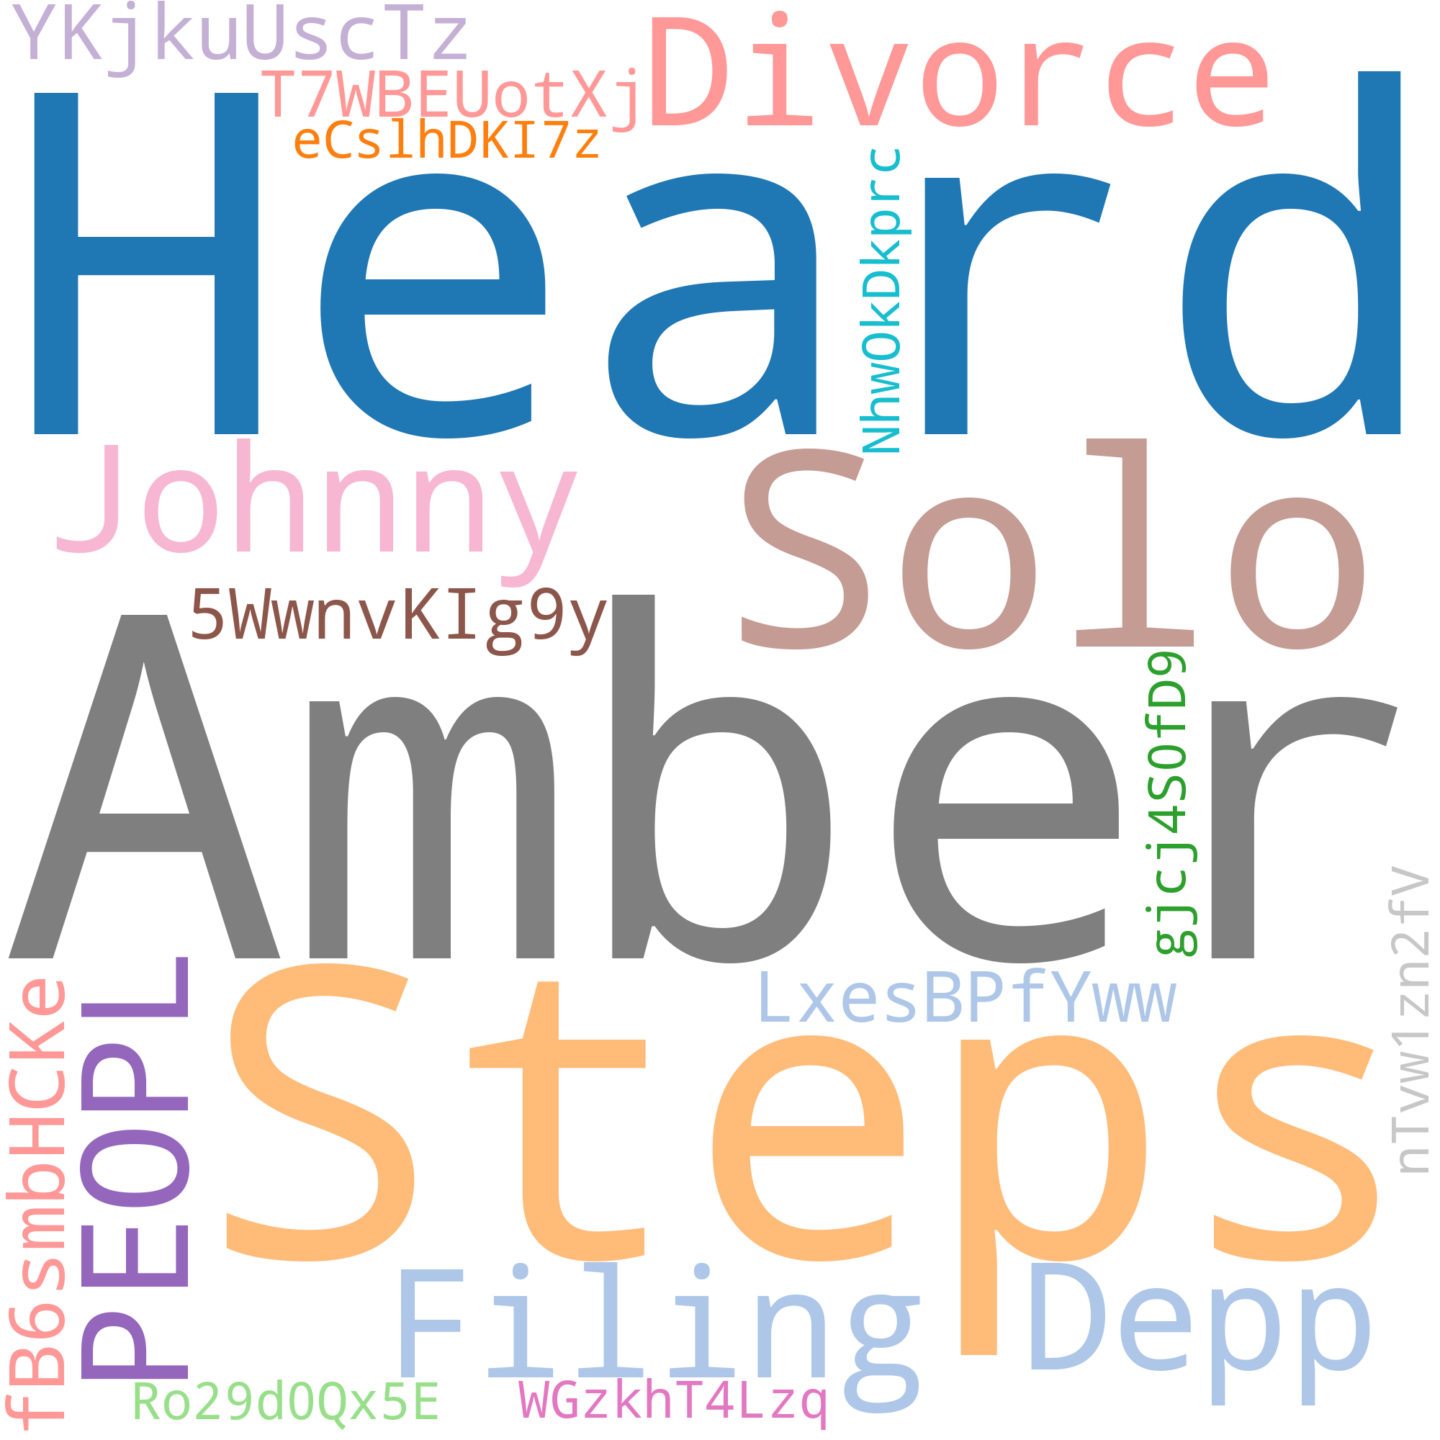 YKjkuUscTz
Divorce
T7WBEUotXj
eCslhDKI7z
Heard
NhwOkDkprc
Johnny
Solo
5WwnvKIg9y
Amber
gjcj4SOfD9
nTvw1zn2fV
fB6smbHCKe
PEOPL
Steps
LxesBPfYww
Filing
Depp
Ro29d0Qx5E
WGzkhT4Lzq